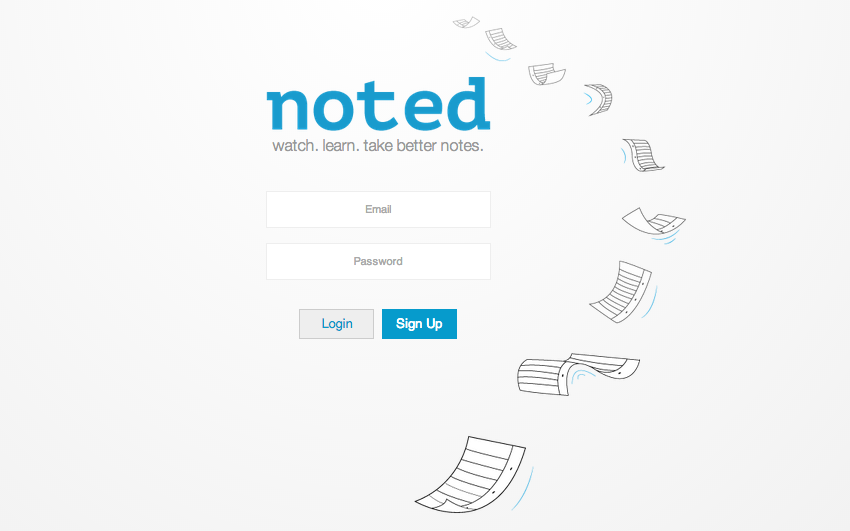 noted
watch. learn. take better notes.
Email
Password
Login
Sign Up